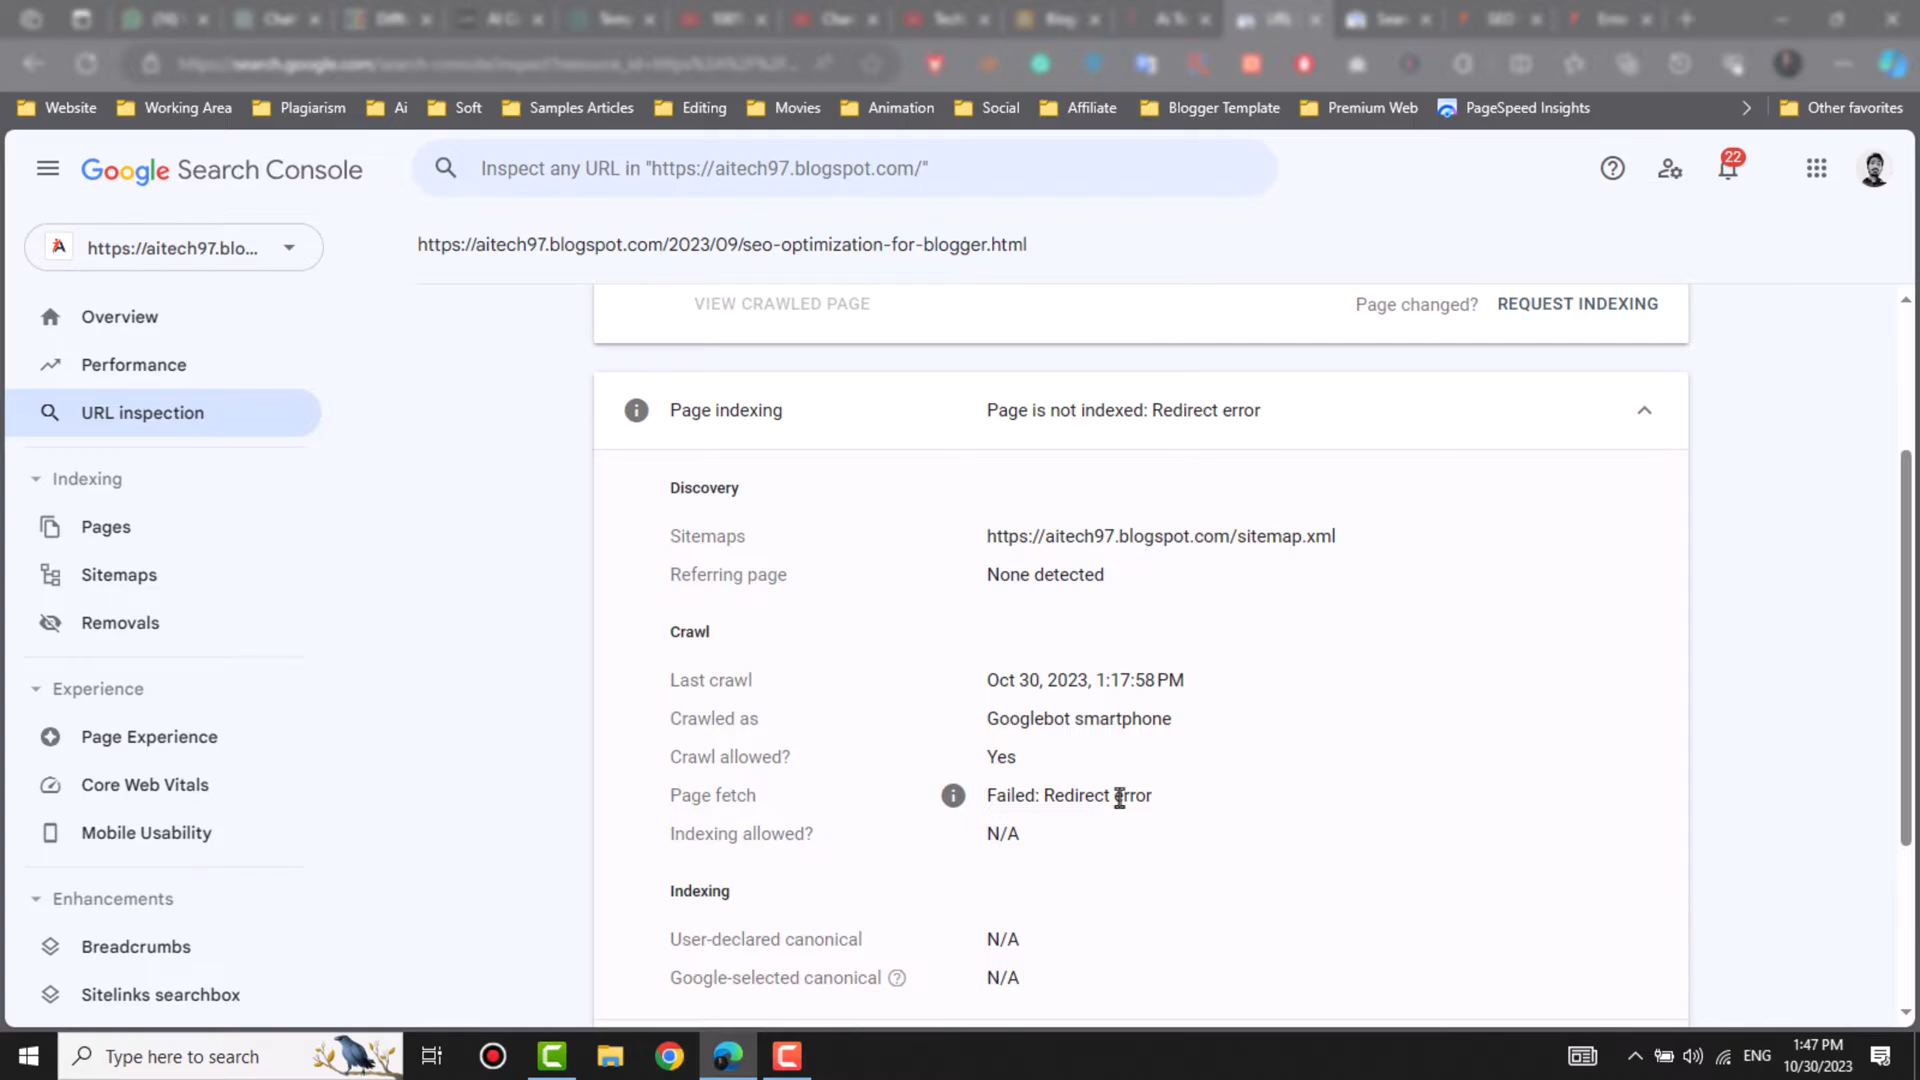 Website
Working Area
Plagiarism
Ai
Soft
Samples Articles
Editing
Movies
Animation
Social
Affiliate
Blogger Template
Premium Web
PageSpeed Insights
Other favorites
Google Search Console
Inspect any URL in "https://aitech97.blogspot.com/"
22
https://aitech97.blo...
https://aitech97.blogspot.com/2023/09/seo-optimization-for-blogger.html
Overview
Performance
URL inspection
Indexing
Pages
Sitemaps
Removals
Experience
Page Experience
Core Web Vitals
Mobile Usability
Enhancements
Breadcrumbs
Sitelinks searchbox
VIEW CRAWLED PAGE
Page changed? REQUEST INDEXING
Page indexing Page is not indexed: Redirect error
Discovery
Sitemaps https://aitech97.blogspot.com/sitemap.xml
Referring page None detected
Crawl
Last crawl Oct 30, 2023, 1:17:58 PM
Crawled as Googlebot smartphone
Crawl allowed? Yes
Page fetch Failed: Redirect error
Indexing allowed? N/A
Indexing
User-declared canonical N/A
Google-selected canonical N/A
Type here to search
ENG
1:47 PM
10/30/2023